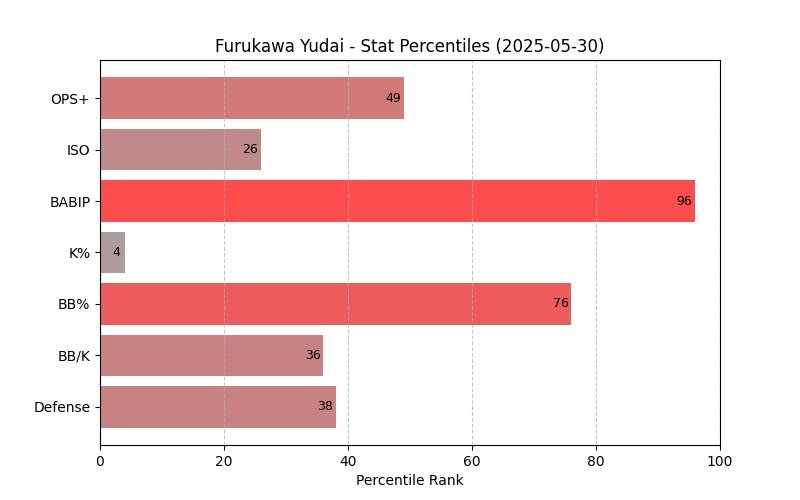 Furukawa Yudai - Stat Percentiles (2025-05-30)
OPS+ 49
ISO 26
BABIP 96
K% 4
BB% 76
BB/K 36
Defense 38
0 20 40 60 80 100
Percentile Rank